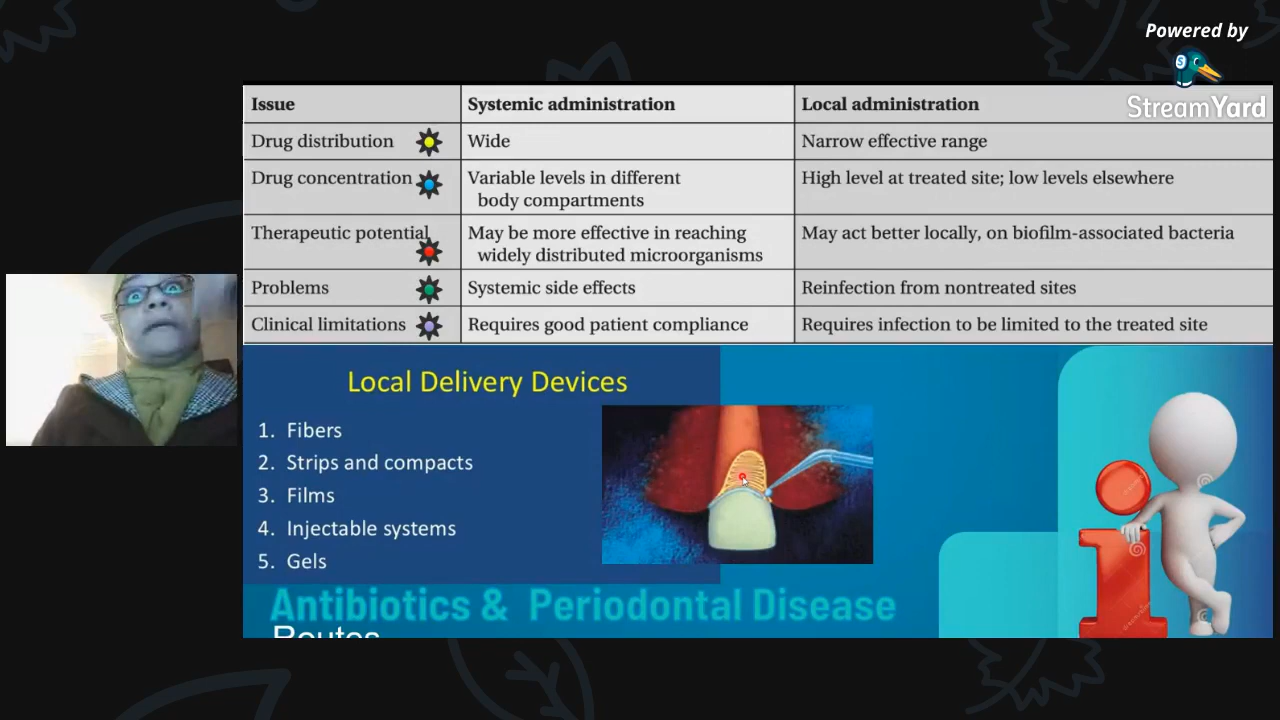 Powered by
StreamYard
Issue Systemic administration Local administration
Drug distribution Wide Narrow effective range
Drug concentration Variable levels in different High level at treated site; low levels elsewhere
body compartments
Therapeutic potential May be more effective in reaching May act better locally, on biofilm-associated bacteria
widely distributed microorganisms
Problems Systemic side effects Reinfection from nontreated sites
Clinical limitations Requires good patient compliance Requires infection to be limited to the treated site
Local Delivery Devices
1. Fibers
2. Strips and compacts
3. Films
4. Injectable systems
5. Gels
Antibiotics & Periodontal Disease
Routes